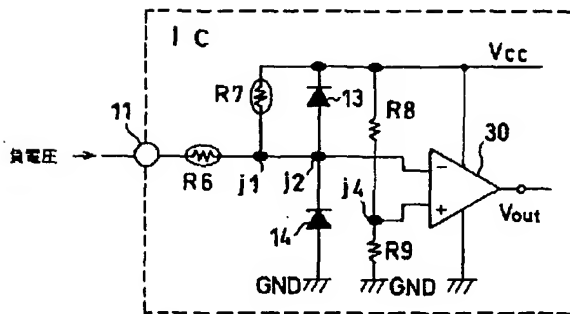 IC
Vcc
R7
13
R8
11
30
負電圧
R6
j1
j2
j4
−
+
Vout
14
R9
GND
GND